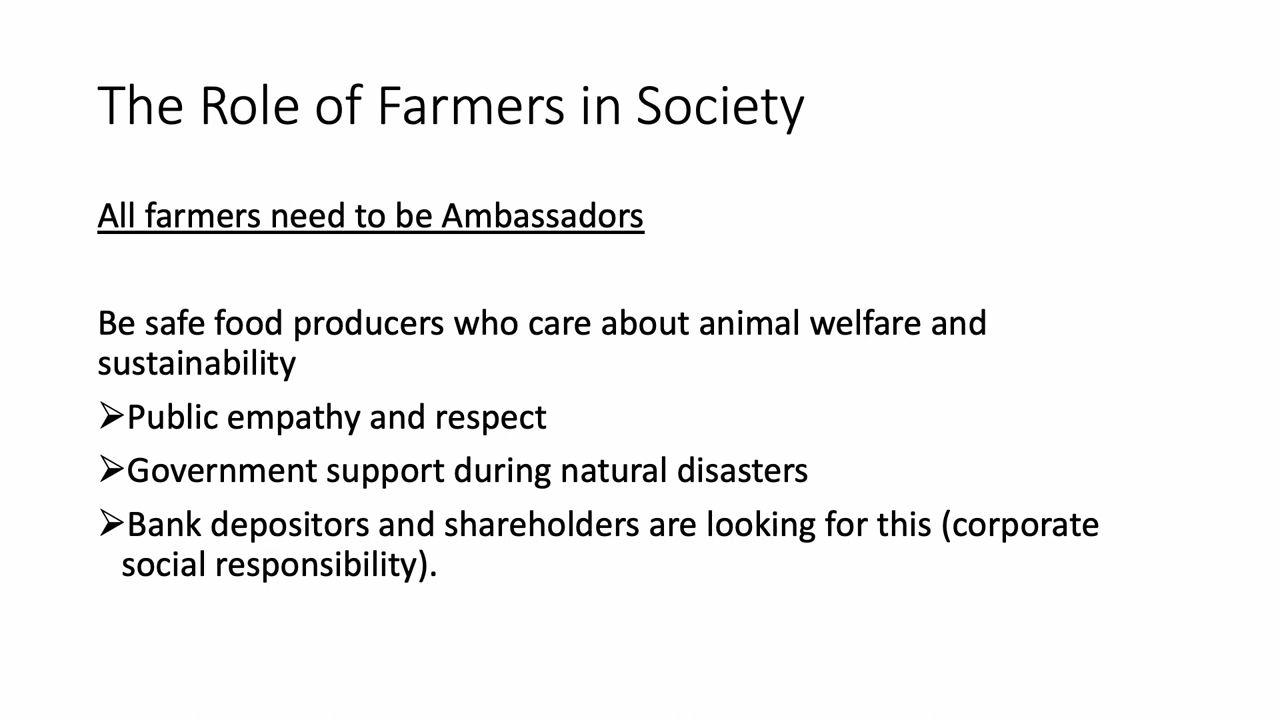 The Role of Farmers in Society
All farmers need to be Ambassadors
Be safe food producers who care about animal welfare and
sustainability
➢Public empathy and respect
➢Government support during natural disasters
➢Bank depositors and shareholders are looking for this (corporate
social responsibility).